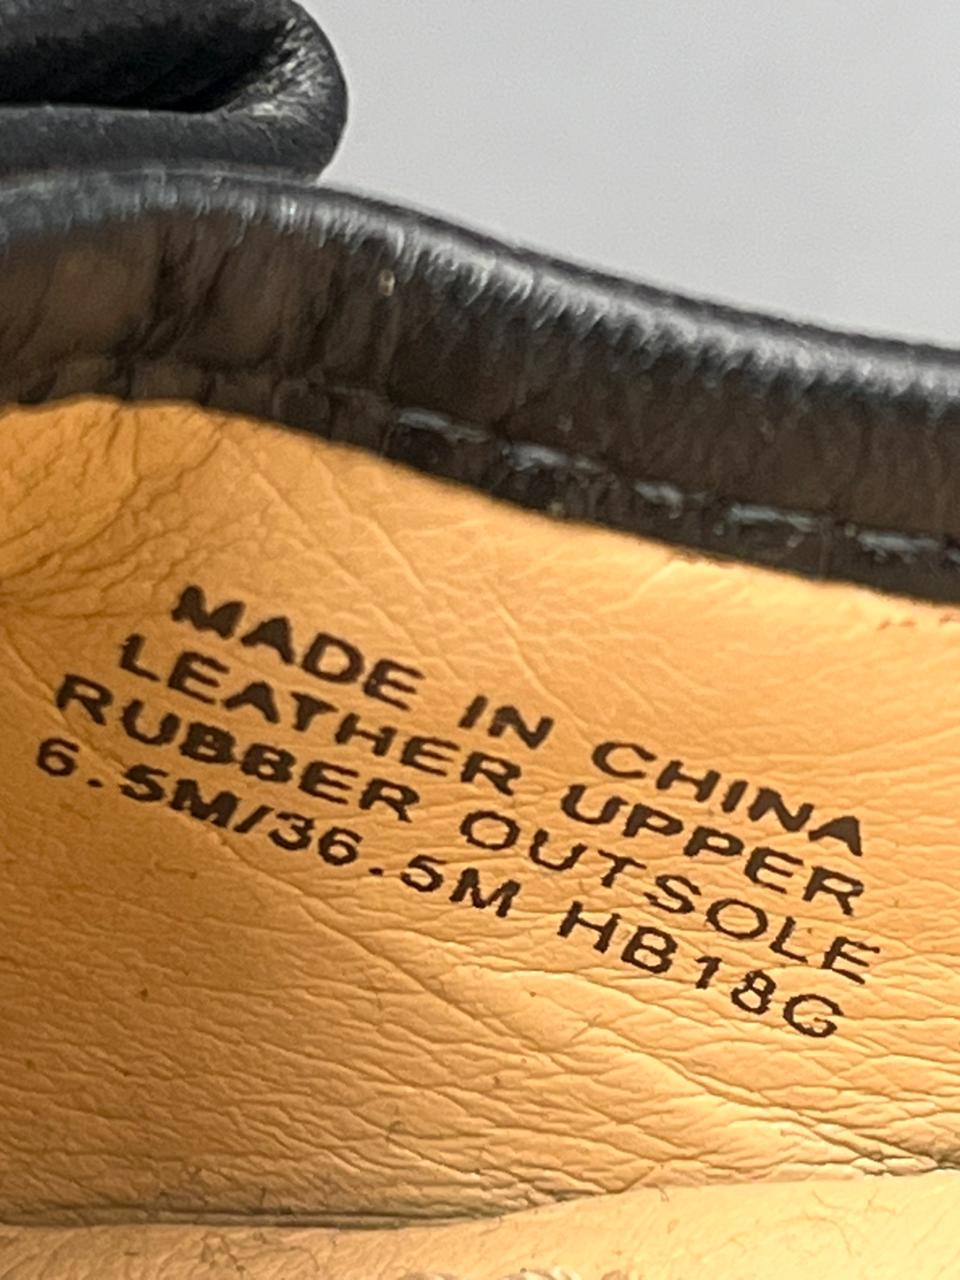 MADE IN CHINA
LEATHER UPPER
RUBBER OUTSOLE
6.5M/36.5M HB18G